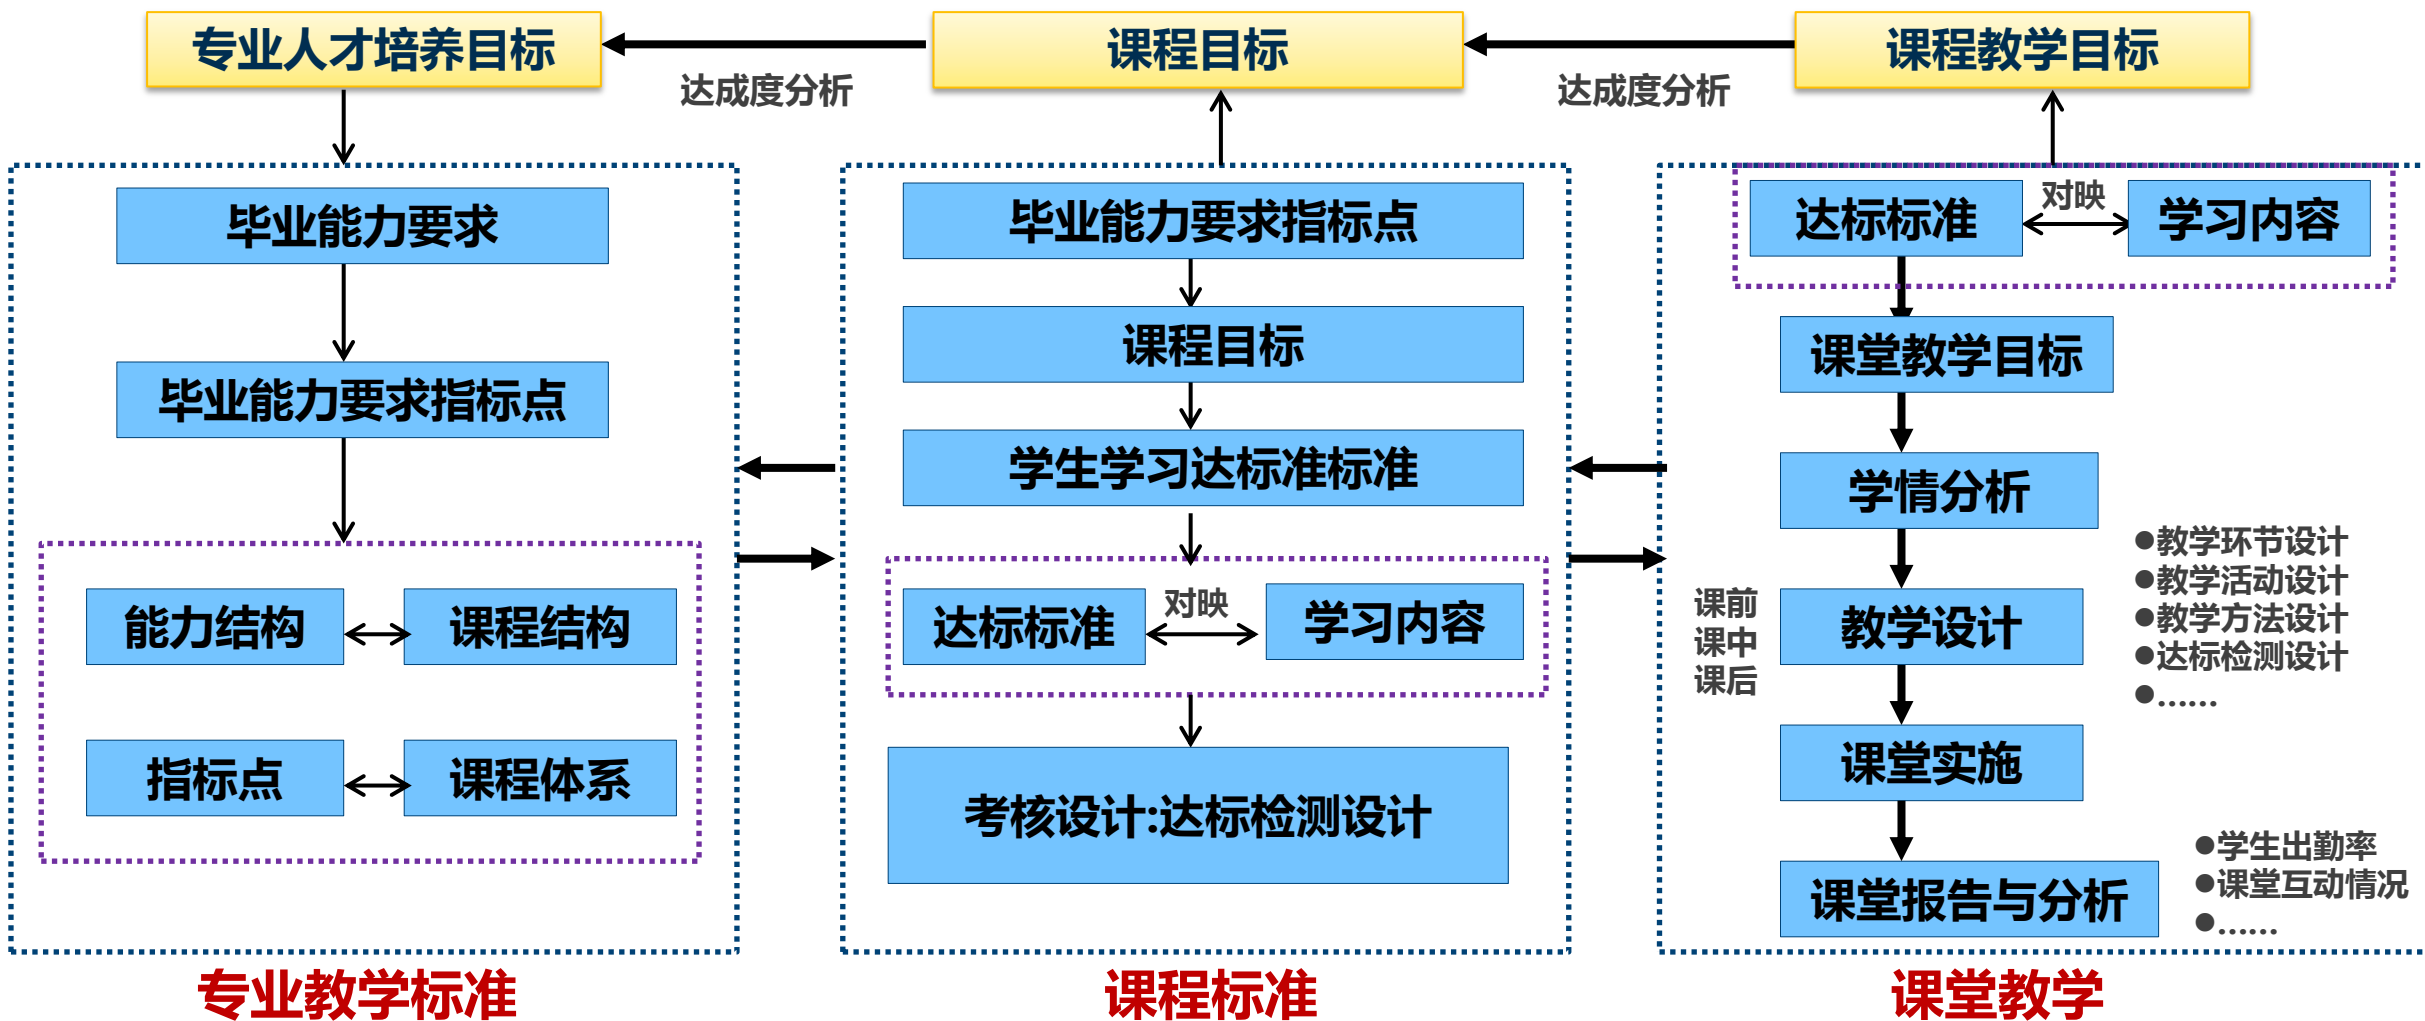 专业人才培养目标
达成度分析
课程目标
达成度分析
课程教学目标
毕业能力要求
毕业能力要求指标点
能力结构
课程结构
指标点
课程体系
专业教学标准
毕业能力要求指标点
课程目标
学生学习达标准标准
达标标准
对映
学习内容
考核设计:达标检测设计
课程标准
达标标准
对映
学习内容
课堂教学目标
学情分析
课前
课中
课后
教学设计
●教学环节设计
●教学活动设计
●教学方法设计
●达标检测设计
●……
课堂实施
课堂报告与分析
●学生出勤率
●课堂互动情况
●……
课堂教学